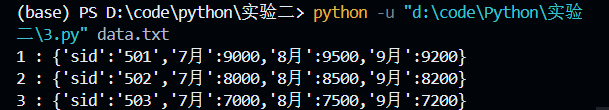 (base) PS D:\code\python\实验二> python -u "d:\code\Python\实验
二\3.py" data.txt
1 : {'sid':'501','7月':9000,'8月':9500,'9月':9200}
2 : {'sid':'502','7月':8000,'8月':8500,'9月':8200}
3 : {'sid':'503','7月':7000,'8月':7500,'9月':7200}